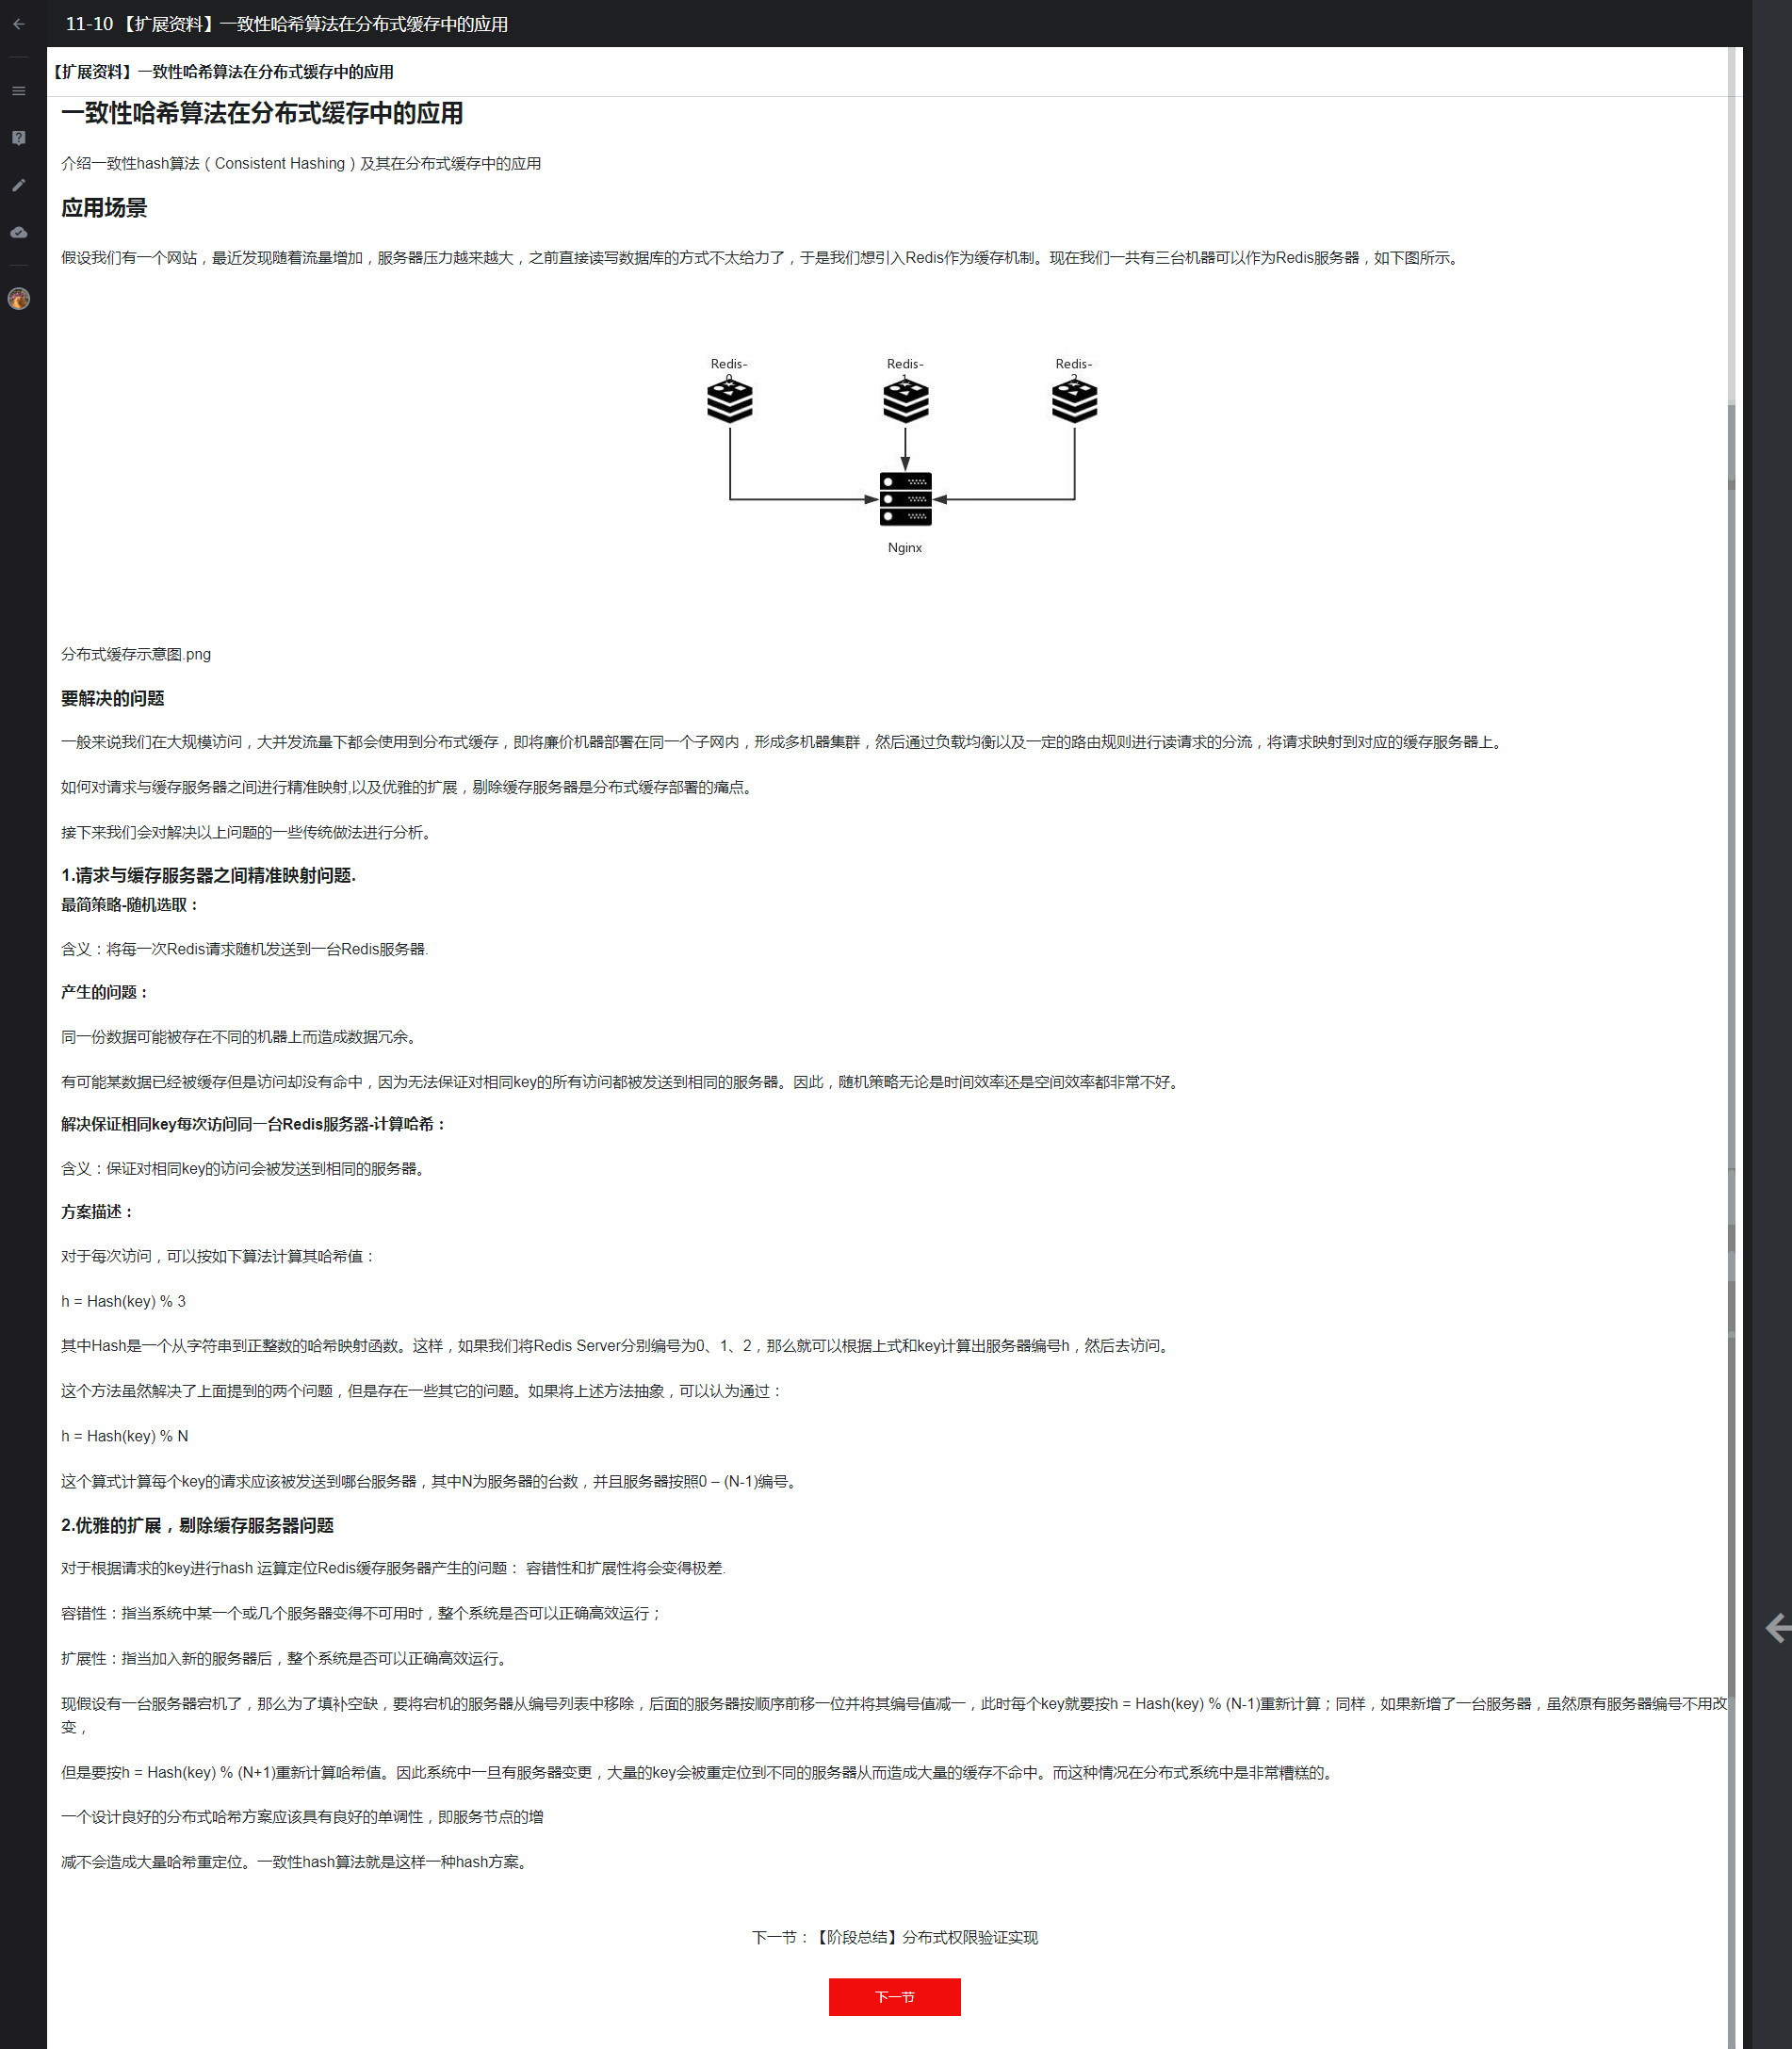 11-10 【扩展资料】一致性哈希算法在分布式缓存中的应用
【扩展资料】一致性哈希算法在分布式缓存中的应用
一致性哈希算法在分布式缓存中的应用
介绍一致性hash算法（Consistent Hashing）及其在分布式缓存中的应用
应用场景
假设我们有一个网站，最近发现随着流量增加，服务器压力越来越大，之前直接读写数据库的方式不太给力了，于是我们想引入Redis作为缓存机制。现在我们一共有三台机器可以作为Redis服务器，如下图所示。
Redis-0
Redis-1
Redis-2
Nginx
分布式缓存示意图.png
要解决的问题
一般来说我们在大规模访问，大并发流量下都会使用到分布式缓存，即将廉价机器部署在同一个子网内，形成多机器集群，然后通过负载均衡以及一定的路由规则进行读请求的分流，将请求映射到对应的缓存服务器上。
如何对请求与缓存服务器之间进行精准映射,以及优雅的扩展，剔除缓存服务器是分布式缓存部署的痛点。
接下来我们会对解决以上问题的一些传统做法进行分析。
1.请求与缓存服务器之间精准映射问题.
最简策略-随机选取：
含义：将每一次Redis请求随机发送到一台Redis服务器.
产生的问题：
同一份数据可能被存在不同的机器上而造成数据冗余。
有可能某数据已经被缓存但是访问却没有命中，因为无法保证对相同key的所有访问都被发送到相同的服务器。因此，随机策略无论是时间效率还是空间效率都非常不好。
解决保证相同key每次访问同一台Redis服务器-计算哈希：
含义：保证对相同key的访问会被发送到相同的服务器。
方案描述：
对于每次访问，可以按如下算法计算其哈希值：
h = Hash(key) % 3
其中Hash是一个从字符串到正整数的哈希映射函数。这样，如果我们将Redis Server分别编号为0、1、2，那么就可以根据上式和key计算出服务器编号h，然后去访问。
这个方法虽然解决了上面提到的两个问题，但是存在一些其它的问题。如果将上述方法抽象，可以认为通过：
h = Hash(key) % N
这个算式计算每个key的请求应该被发送到哪台服务器，其中N为服务器的台数，并且服务器按照0 – (N-1)编号。
2.优雅的扩展，剔除缓存服务器问题
对于根据请求的key进行hash 运算定位Redis缓存服务器产生的问题： 容错性和扩展性将会变得极差.
容错性：指当系统中某一个或几个服务器变得不可用时，整个系统是否可以正确高效运行；
扩展性：指当加入新的服务器后，整个系统是否可以正确高效运行。
现假设有一台服务器宕机了，那么为了填补空缺，要将宕机的服务器从编号列表中移除，后面的服务器按顺序前移一位并将其编号值减一，此时每个key就要按h = Hash(key) % (N-1)重新计算；同样，如果新增了一台服务器，虽然原有服务器编号不用改
变，
但是要按h = Hash(key) % (N+1)重新计算哈希值。因此系统中一旦有服务器变更，大量的key会被重定位到不同的服务器从而造成大量的缓存不命中。而这种情况在分布式系统中是非常糟糕的。
一个设计良好的分布式哈希方案应该具有良好的单调性，即服务节点的增
减不会造成大量哈希重定位。一致性hash算法就是这样一种hash方案。
下一节：【阶段总结】分布式权限验证实现
下一节